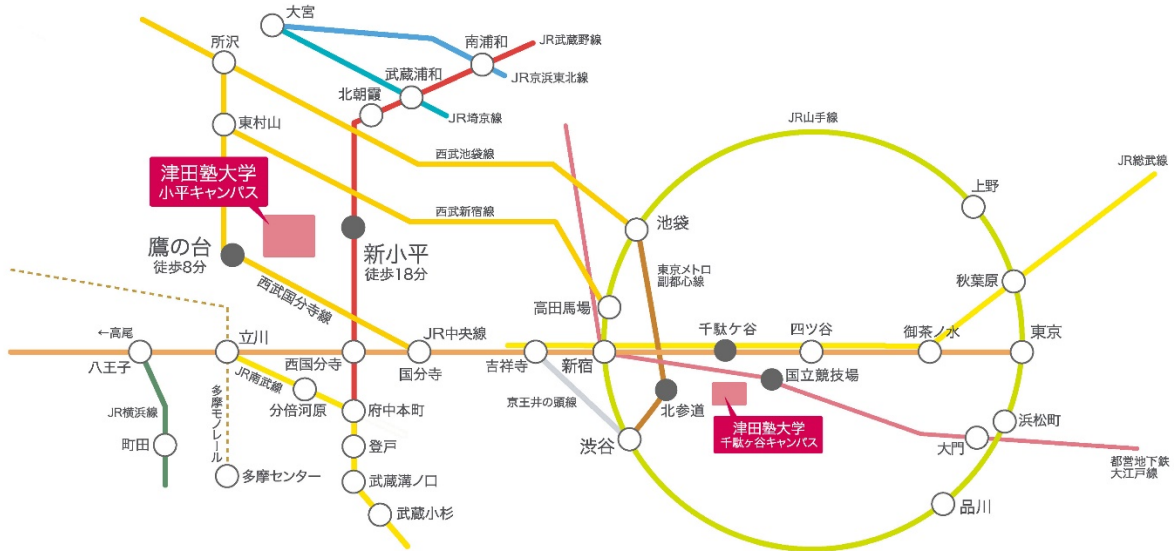 大宮
所沢
南浦和
JR武蔵野線
武蔵浦和
JR京浜東北線
北朝霞
JR埼京線
東村山
JR山手線
津田塾大学
小平キャンパス
西武池袋線
JR総武線
上野
西武新宿線
池袋
鷹の台
徒歩8分
新小平
徒歩18分
東京メトロ
副都心線
秋葉原
西武国分寺線
高田馬場
←高尾
八王子
立川
JR中央線
西国分寺
国分寺
吉祥寺
新宿
千駄ケ谷
四ツ谷
御茶ノ水
東京
JR南武線
国立競技場
分倍河原
府中本町
京王井の頭線
北参道
JR横浜線
多摩モノレール
津田塾大学
千駄ヶ谷キャンパス
浜松町
町田
登戸
渋谷
大門
都営地下鉄
大江戸線
多摩センター
武蔵溝ノ口
武蔵小杉
品川